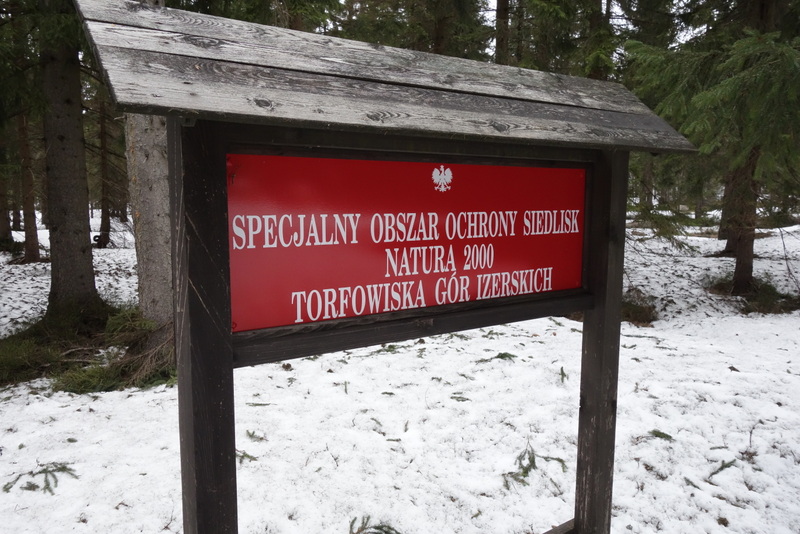 SPECJALNY OBSZAR OCHRONY SIEDLISK
NATURA 2000
TORFOWISKA GÓR IZERSKICH